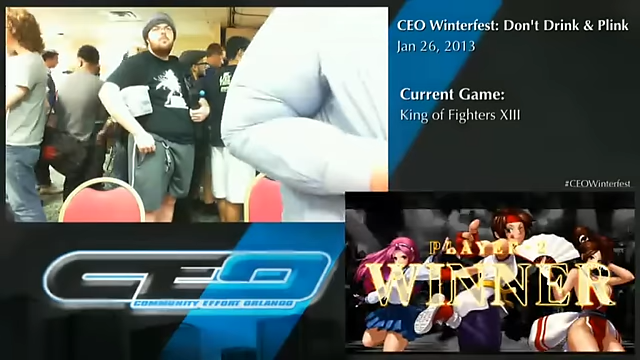 CEO Winterfest: Don't Drink & Plink
Jan 26, 2013
Current Game:
King of Fighters XIII
#CEOWinterfest
CEO
COMMUNITY EFFORT ORLANDO
PLAYER 2
WINNER